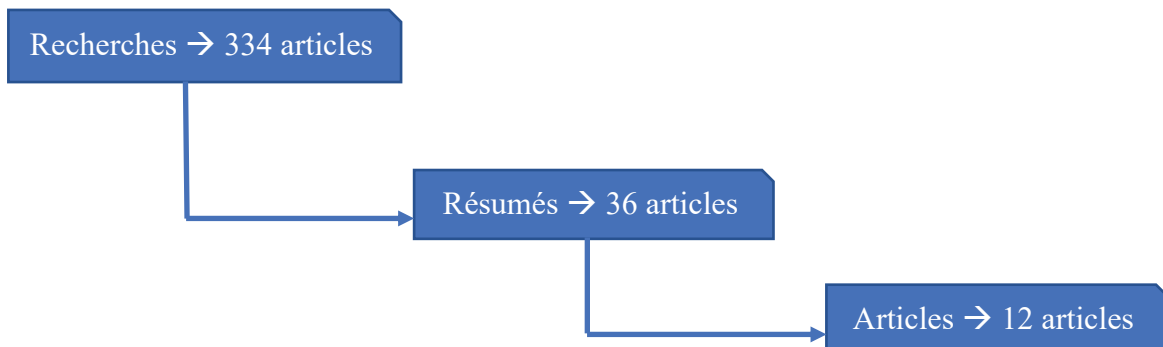 Recherches → 334 articles
Résumés → 36 articles
Articles → 12 articles